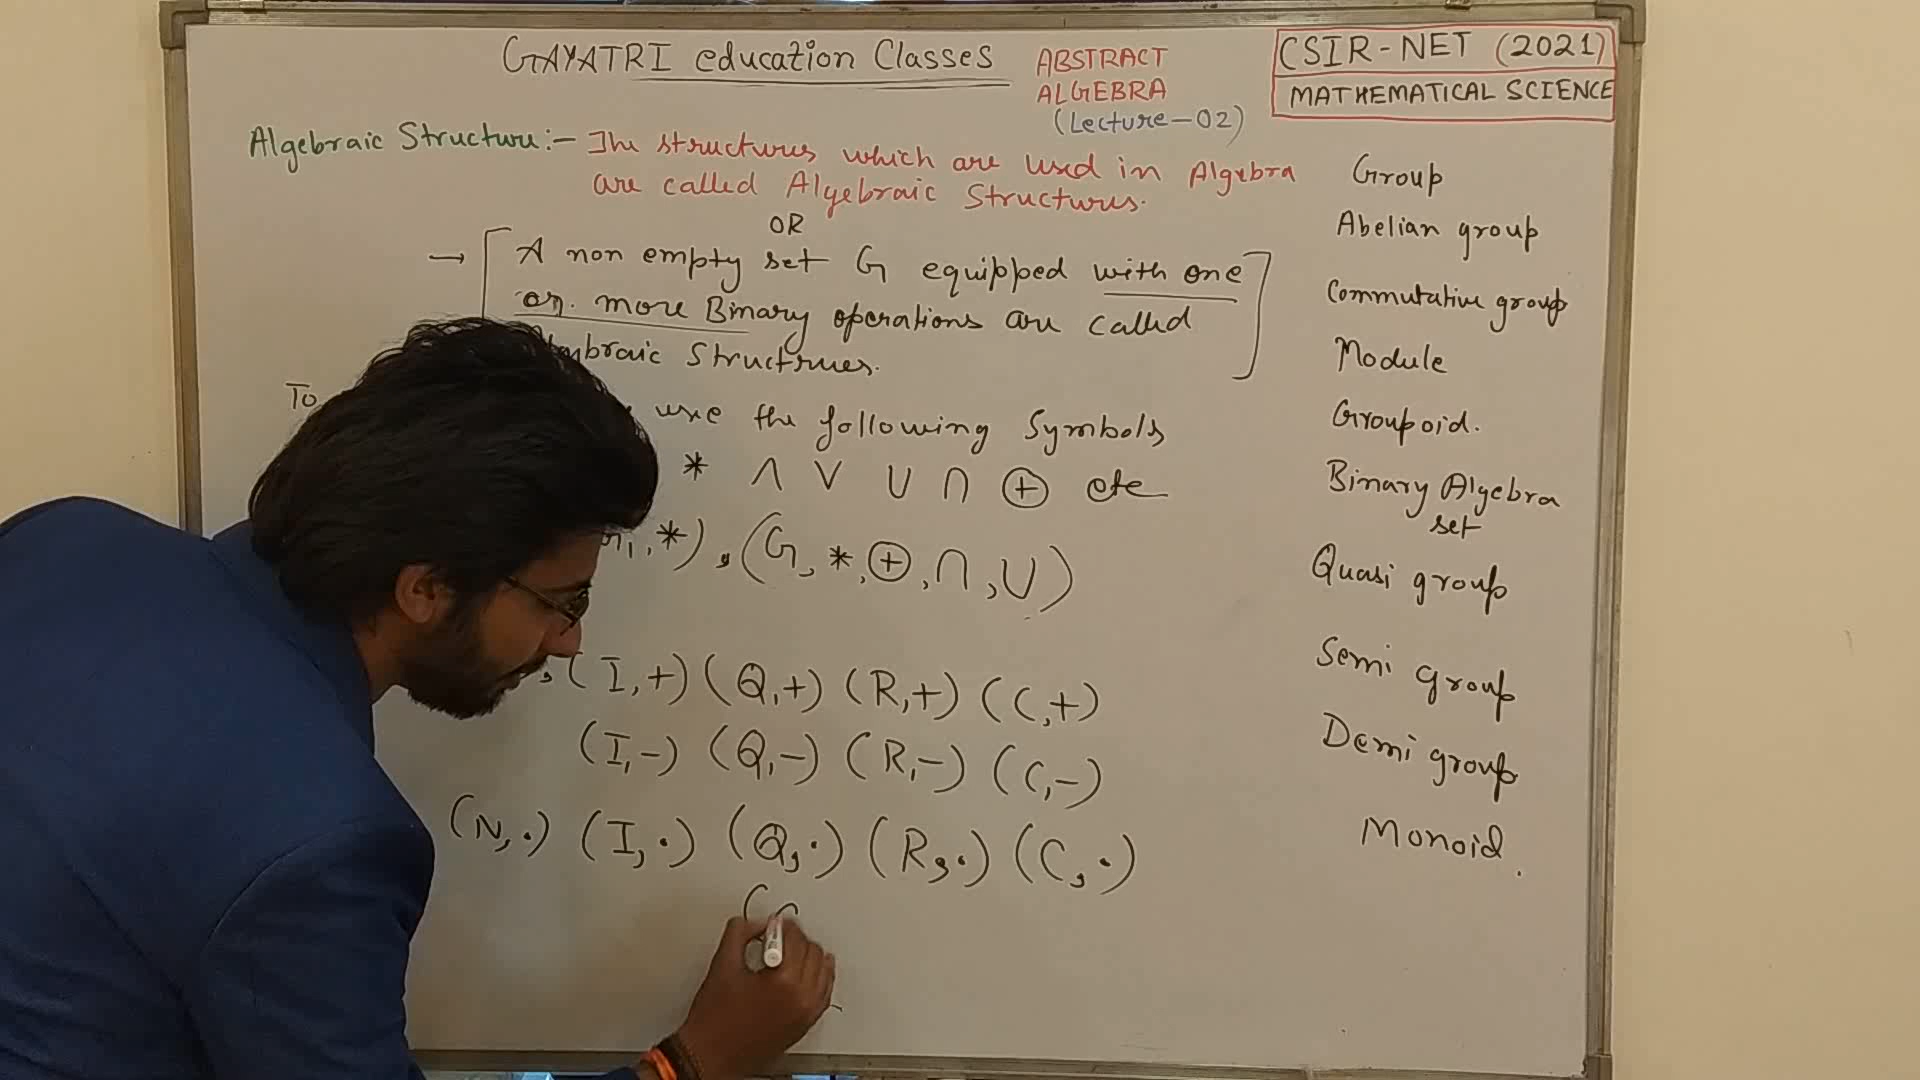 GAYATRI education Classes
ABSTRACT
ALGEBRA
(Lecture-02)
CSIR-NET (2021)
MATHEMATICAL SCIENCE
Algebraic Structure:- The structures which are used in Algebra
are called Algebraic Structures.
OR
→ [A non empty set G equipped with one
or more Binary operations are called
Structrues.]
To
use the following Symbols
* ∧ ∨ ∪ ∩ ⊕ etc
,*) , (G, *, ⊕, ∩, ∪)
, (I,+) (Q,+) (R,+) (C,+)
(I,-) (Q,-) (R,-) (C,-)
(N,·) (I,·) (Q,·) (R,·) (C,·)
(
Group
Abelian group
Commutative group
Module
Groupoid.
Binary Algebra
set
Quasi group
Semi group
Demi group
Monoid.